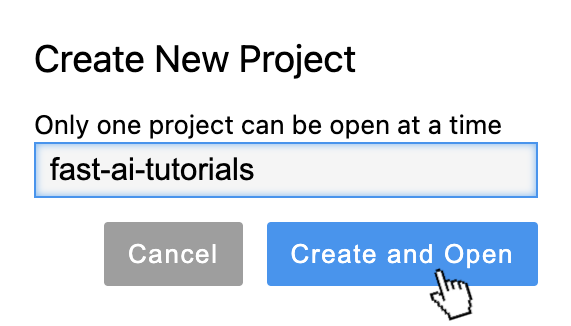 Create New Project
Only one project can be open at a time
fast-ai-tutorials
Cancel
Create and Open